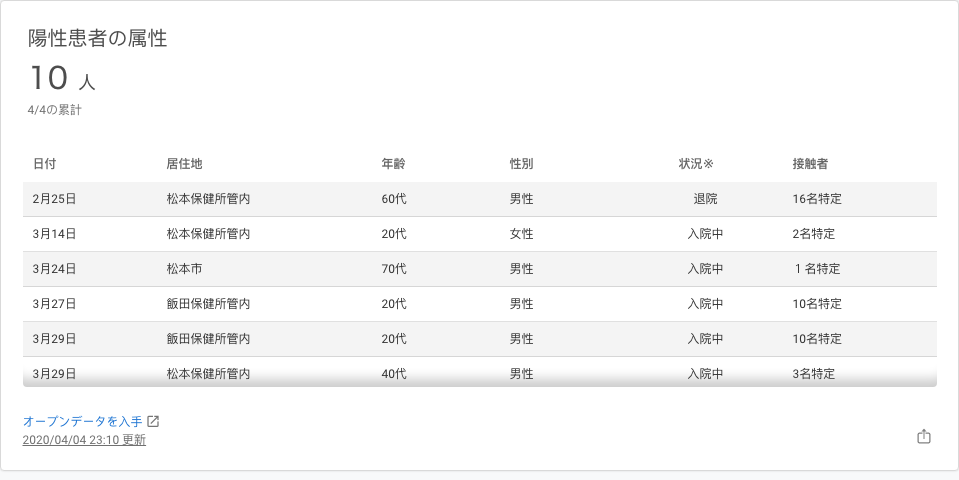 陽性患者の属性
10 人
4/4の累計
日付 居住地 年齢 性別 状況※ 接触者
2月25日 松本保健所管内 60代 男性 退院 16名特定
3月14日 松本保健所管内 20代 女性 入院中 2名特定
3月24日 松本市 70代 男性 入院中 1 名特定
3月27日 飯田保健所管内 20代 男性 入院中 10名特定
3月29日 飯田保健所管内 20代 男性 入院中 10名特定
3月29日 松本保健所管内 40代 男性 入院中 3名特定
オープンデータを入手
2020/04/04 23:10 更新